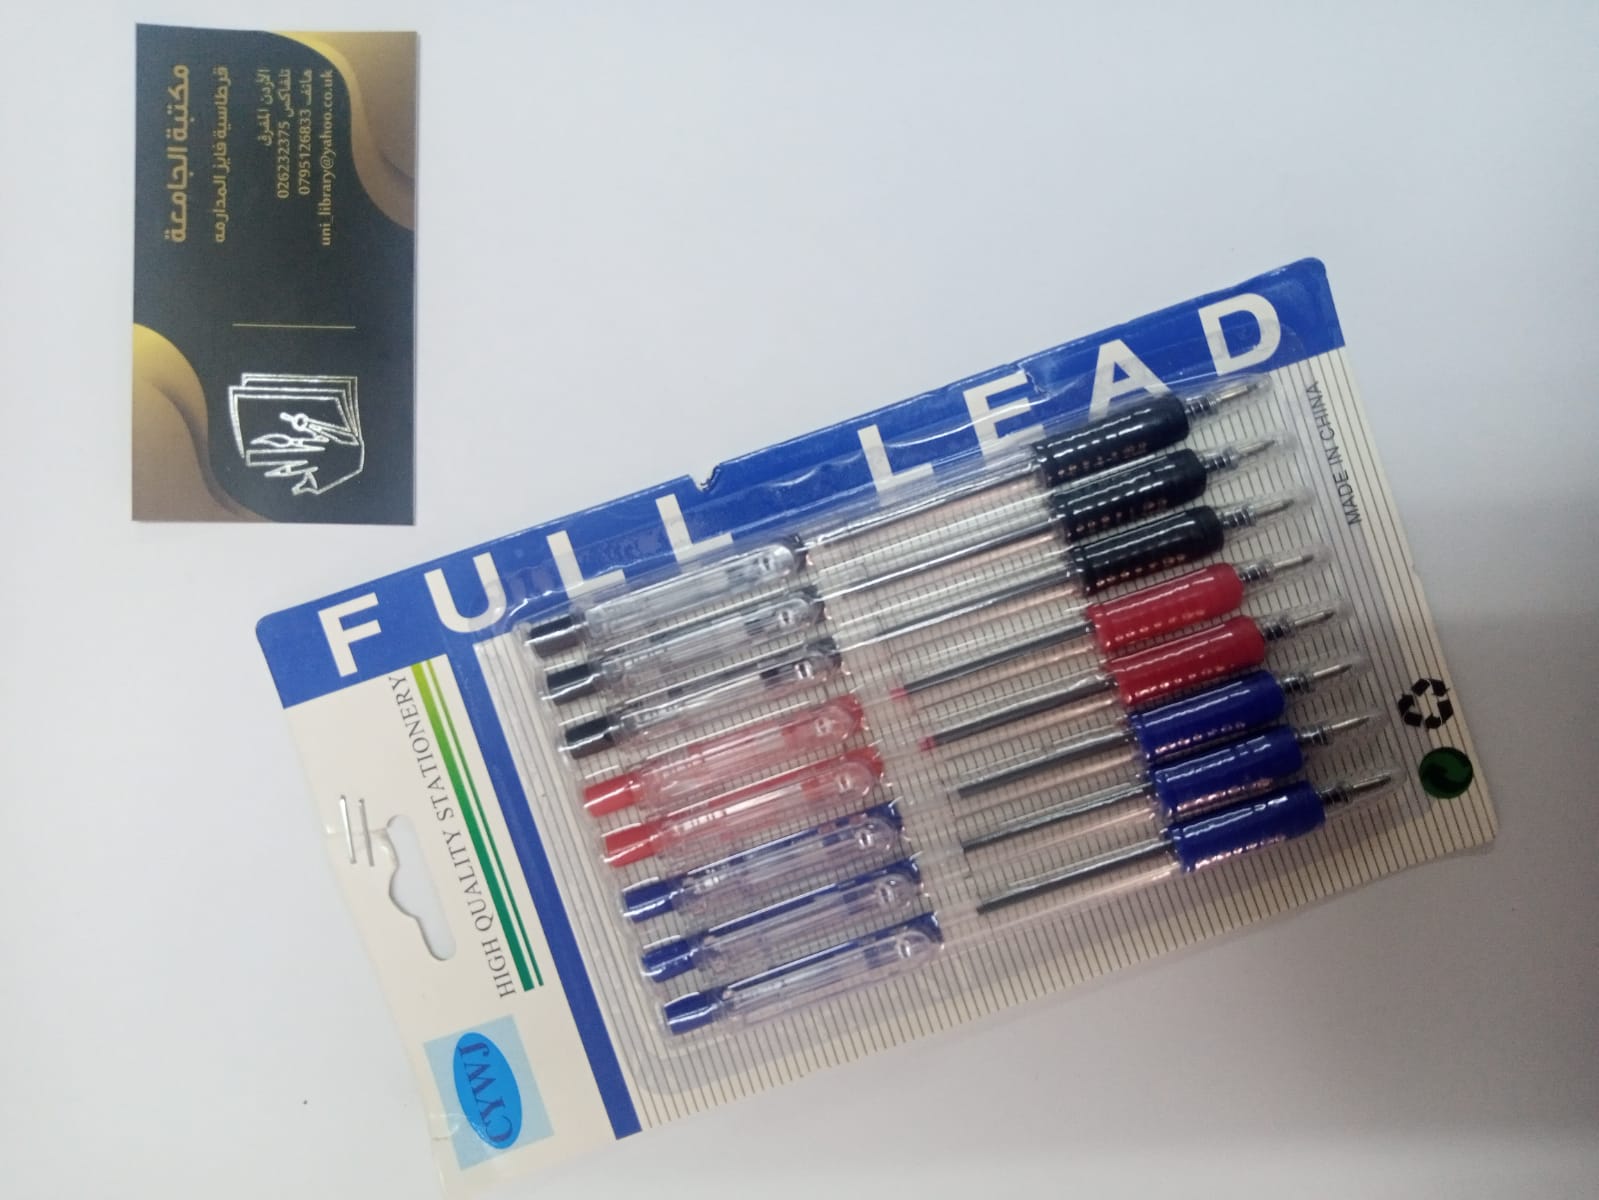 مكتبة الجامعة
قرطاسية فايز المدارمه
الأردن المفرق
تلفاكس 026232375
هاتف 0795126833
uni_library@yahoo.co.uk
FULL LEAD
HIGH QUALITY STATIONERY
CYWJ
MADE IN CHINA